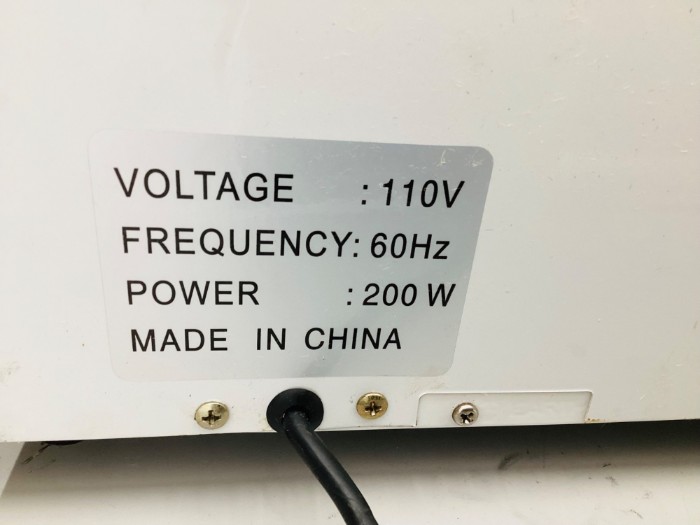 VOLTAGE : 110V
FREQUENCY: 60Hz
POWER : 200 W
MADE IN CHINA